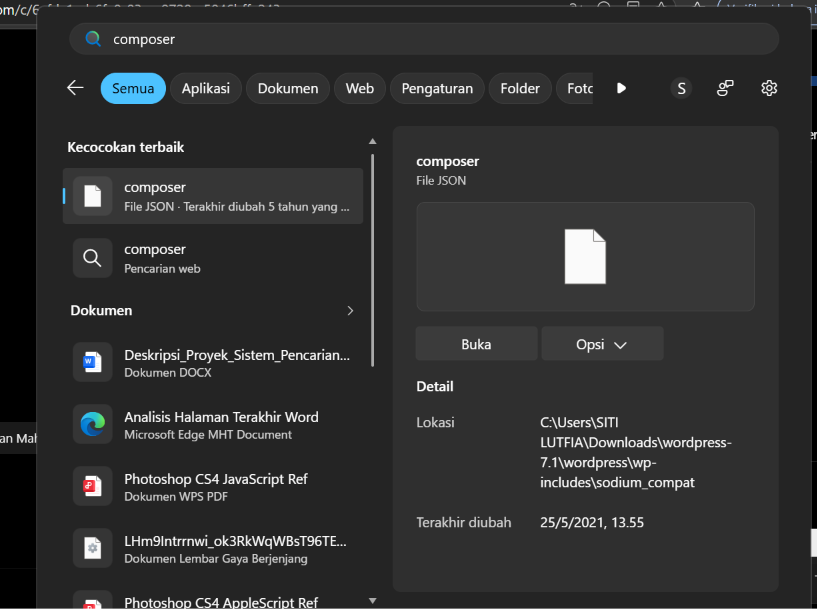 composer
Semua
Aplikasi
Dokumen
Web
Pengaturan
Folder
Foto
S
Kecocokan terbaik
composer
File JSON · Terakhir diubah 5 tahun yang ...
composer
Pencarian web
Dokumen
Deskripsi_Proyek_Sistem_Pencarian...
Dokumen DOCX
Analisis Halaman Terakhir Word
Microsoft Edge MHT Document
Photoshop CS4 JavaScript Ref
Dokumen WPS PDF
LHm9Intrrnwi_ok3RkWqWBsT96TE...
Dokumen Lembar Gaya Berjenjang
Photoshop CS4 AppleScript Ref
composer
File JSON
Buka
Opsi
Detail
Lokasi
C:\Users\SITI
LUTFIA\Downloads\wordpress-
7.1\wordpress\wp-
includes\sodium_compat
Terakhir diubah
25/5/2021, 13.55
an Mah